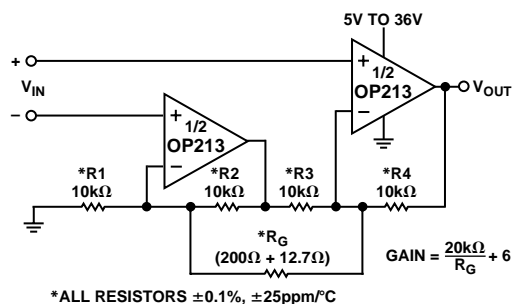 5V TO 36V
+
V_IN
–
+
1/2
OP213
–
V_OUT
+
1/2
OP213
–
*R1
10kΩ
*R2
10kΩ
*R3
10kΩ
*R4
10kΩ
*R_G
(200Ω + 12.7Ω)
GAIN = 20kΩ/R_G + 6
*ALL RESISTORS ±0.1%, ±25ppm/°C